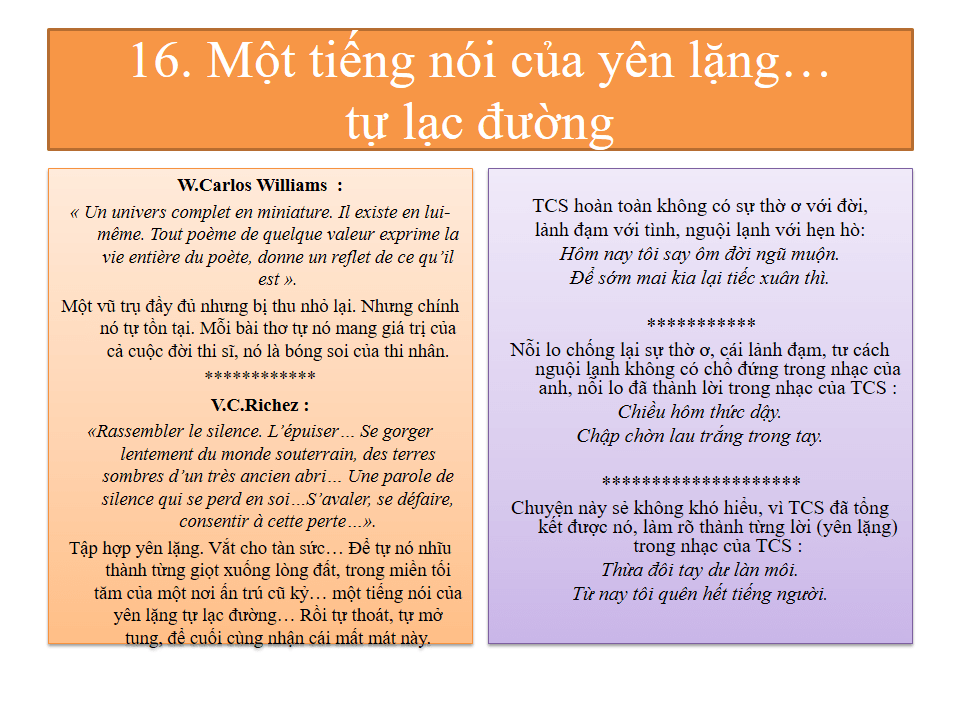 16. Một tiếng nói của yên lặng…
tự lạc đường
W.Carlos Williams :
« Un univers complet en miniature. Il existe en lui-
même. Tout poème de quelque valeur exprime la
vie entière du poète, donne un reflet de ce qu’il
est ».
Một vũ trụ đầy đủ nhưng bị thu nhỏ lại. Nhưng chính
nó tự tồn tại. Mỗi bài thơ tự nó mang giá trị của
cả cuộc đời thi sĩ, nó là bóng soi của thi nhân.
************
V.C.Richez :
«Rassembler le silence. L’épuiser… Se gorger
lentement du monde souterrain, des terres
sombres d’un très ancien abri… Une parole de
silence qui se perd en soi…S’avaler, se défaire,
consentir à cette perte…».
Tập hợp yên lặng. Vắt cho tàn sức… Để tự nó nhĩu
thành từng giọt xuống lòng đất, trong miền tối
tăm của một nơi ẩn trú cũ kỷ… một tiếng nói của
yên lặng tự lạc đường… Rồi tự thoát, tự mở
tung, để cuối cùng nhận cái mất mát này.
TCS hoàn toàn không có sự thờ ơ với đời,
lảnh đạm với tình, nguội lạnh với hẹn hò:
Hôm nay tôi say ôm đời ngũ muộn.
Để sớm mai kia lại tiếc xuân thì.
***********
Nỗi lo chống lại sự thờ ơ, cái lảnh đạm, tư cách
nguội lạnh không có chổ đứng trong nhạc của
anh, nỗi lo đã thành lời trong nhạc của TCS :
Chiều hôm thức dậy.
Chập chờn lau trắng trong tay.
********************
Chuyện này sẻ không khó hiểu, vì TCS đã tổng
kết được nó, làm rõ thành từng lời (yên lặng)
trong nhạc của TCS :
Thừa đôi tay dư làn môi.
Từ nay tôi quên hết tiếng người.